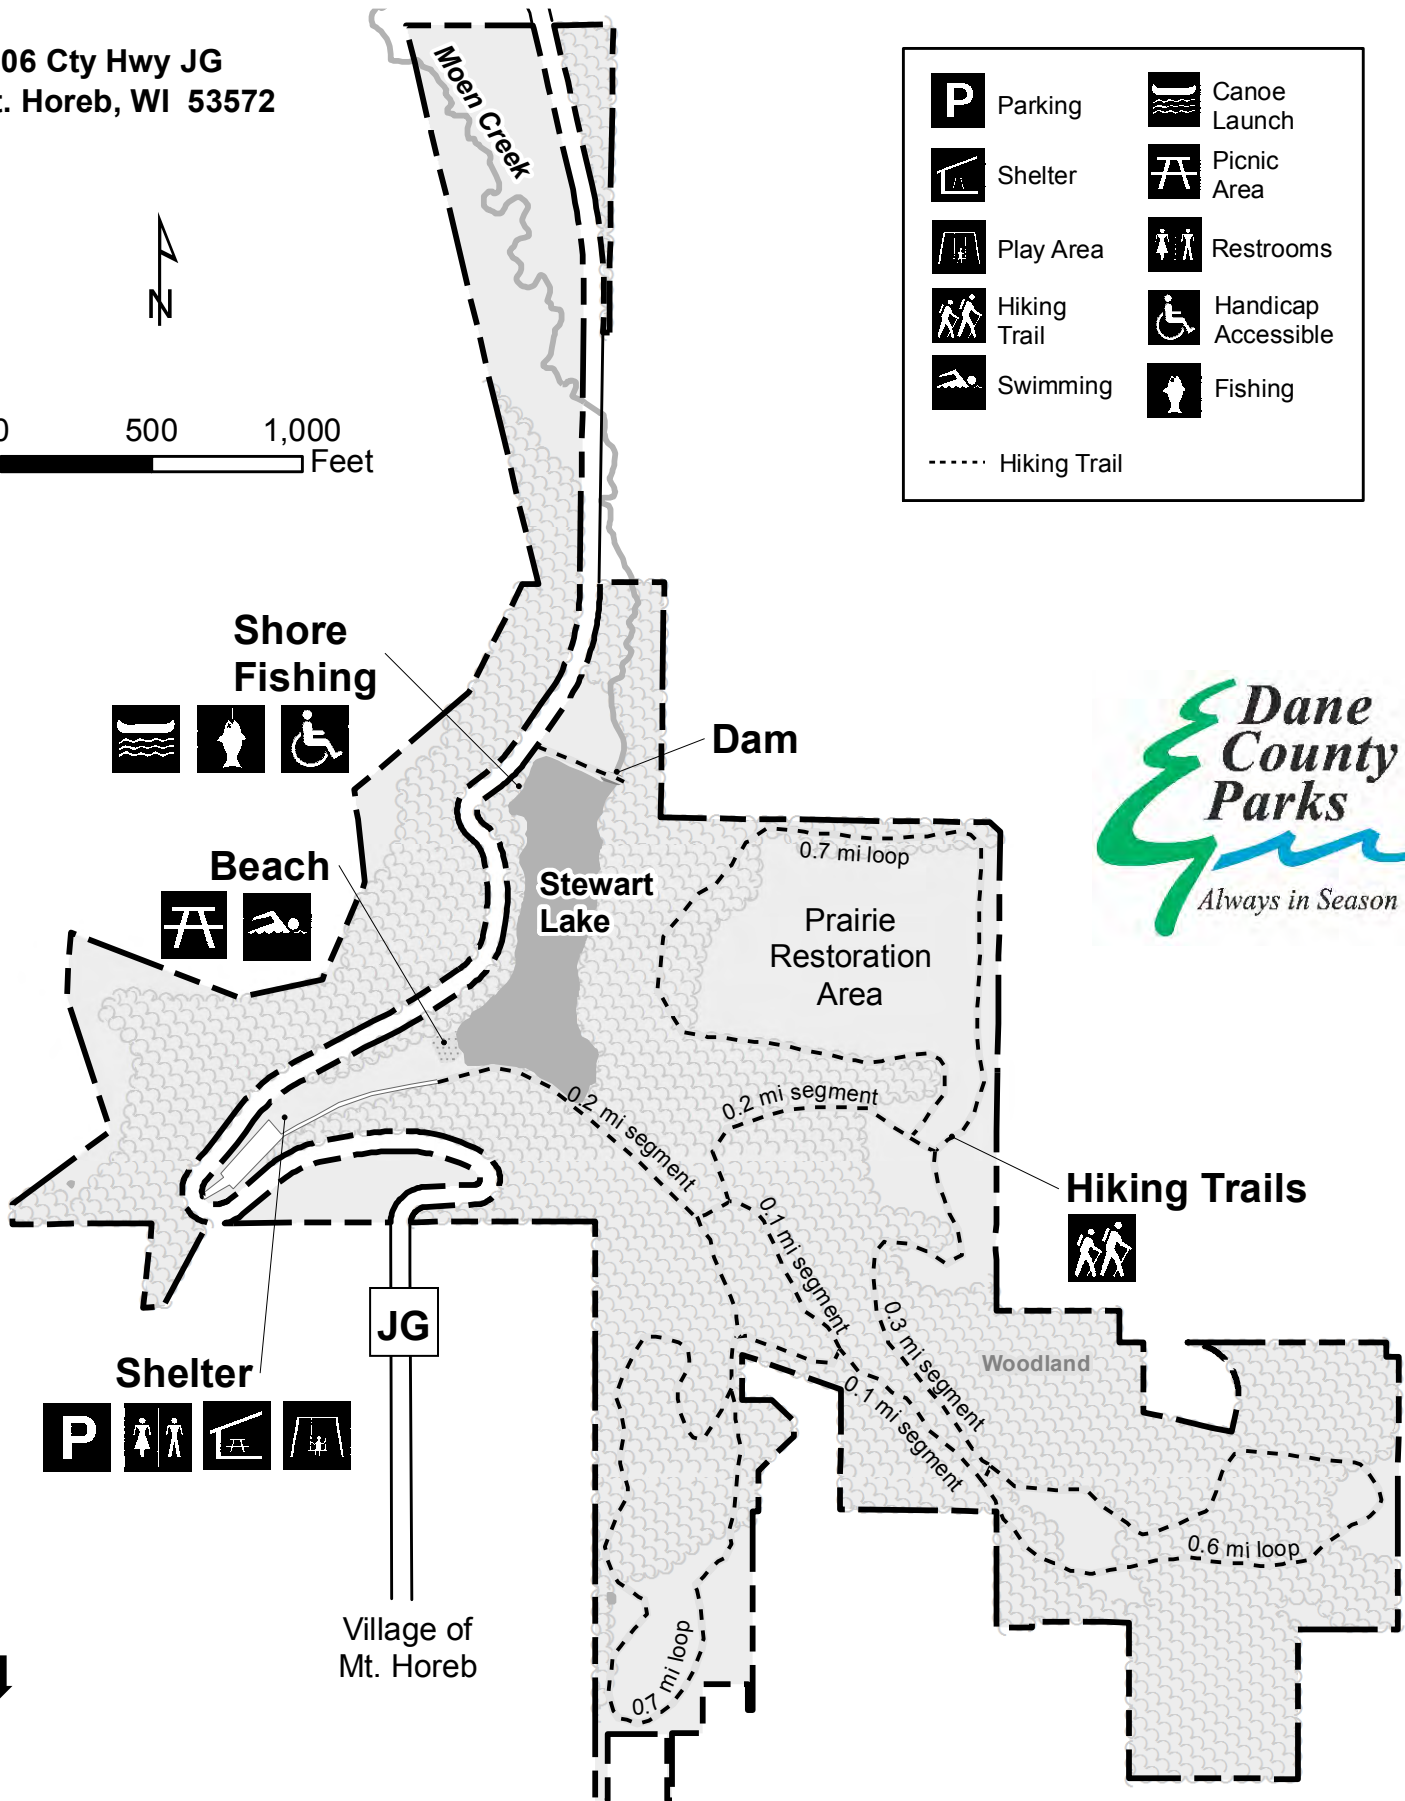 06 Cty Hwy JG
. Horeb, WI 53572
Moen Creek
N
500
1,000
Feet
P
Parking
Canoe
Launch
Shelter
Picnic
Area
Play Area
Restrooms
Hiking
Trail
Handicap
Accessible
Swimming
Fishing
Hiking Trail
Shore
Fishing
Dam
Dane
County
Parks
Always in Season
Beach
Stewart
Lake
0.7 mi loop
Prairie
Restoration
Area
0.2 mi segment
0.2 mi segment
Hiking Trails
0.1 mi segment
0.3 mi segment
JG
Woodland
Shelter
P
0.1 mi segment
0.6 mi loop
Village of
Mt. Horeb
0.7 mi loop